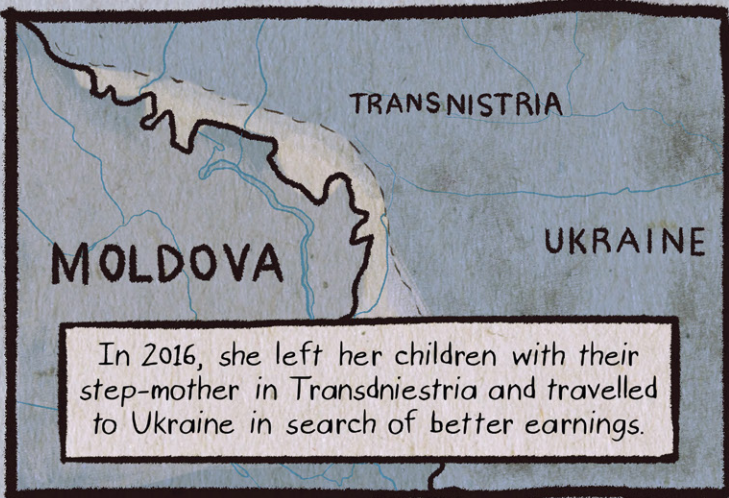 TRANSNISTRIA
UKRAINE
MOLDOVA
In 2016, she left her children with their
step-mother in Transdniestria and travelled
to Ukraine in search of better earnings.